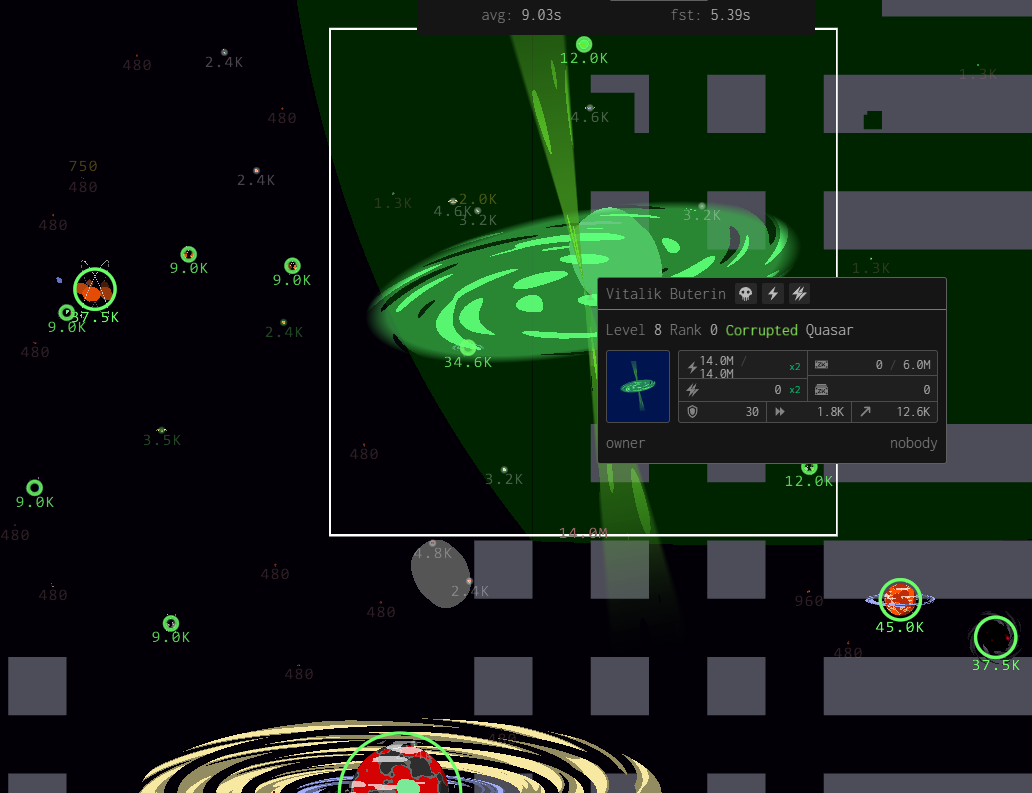 avg: 9.03s fst: 5.39s
12.0K
480
2.4K
1.3K
480
4.6K
750
480
2.4K
1.3K
2.0K
4.6K
3.2K
3.2K
480
9.0K
9.0K
1.3K
37.5K
9.0K
2.4K
480
34.6K
Vitalik Buterin
Level 8 Rank 0 Corrupted Quasar
14.0M / 14.0M x2
0 / 6.0M
0 x2
0
30
1.8K
12.6K
owner nobody
3.5K
480
3.2K
12.0K
9.0K
480
14.0M
4.8K
480
2.4K
480
960
480
9.0K
45.0K
480
37.5K
480